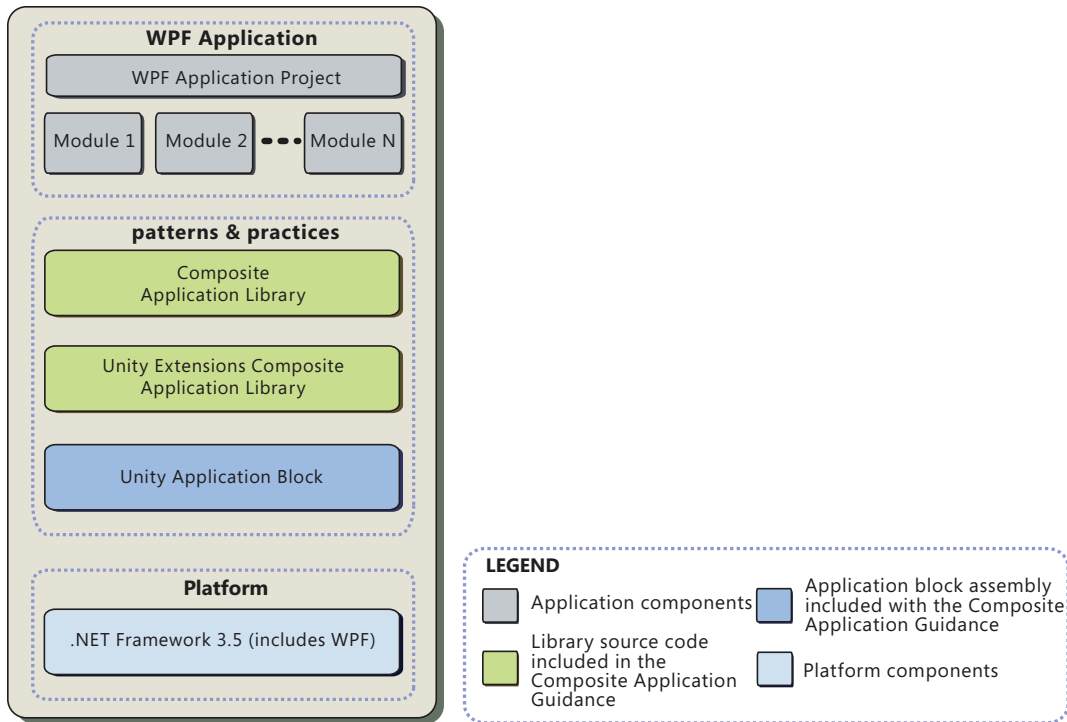 WPF Application
WPF Application Project
Module 1
Module 2
Module N
patterns & practices
Composite
Application Library
Unity Extensions Composite
Application Library
Unity Application Block
Platform
.NET Framework 3.5 (includes WPF)
LEGEND
Application components
Library source code
included in the
Composite Application
Guidance
Application block assembly
included with the Composite
Application Guidance
Platform components